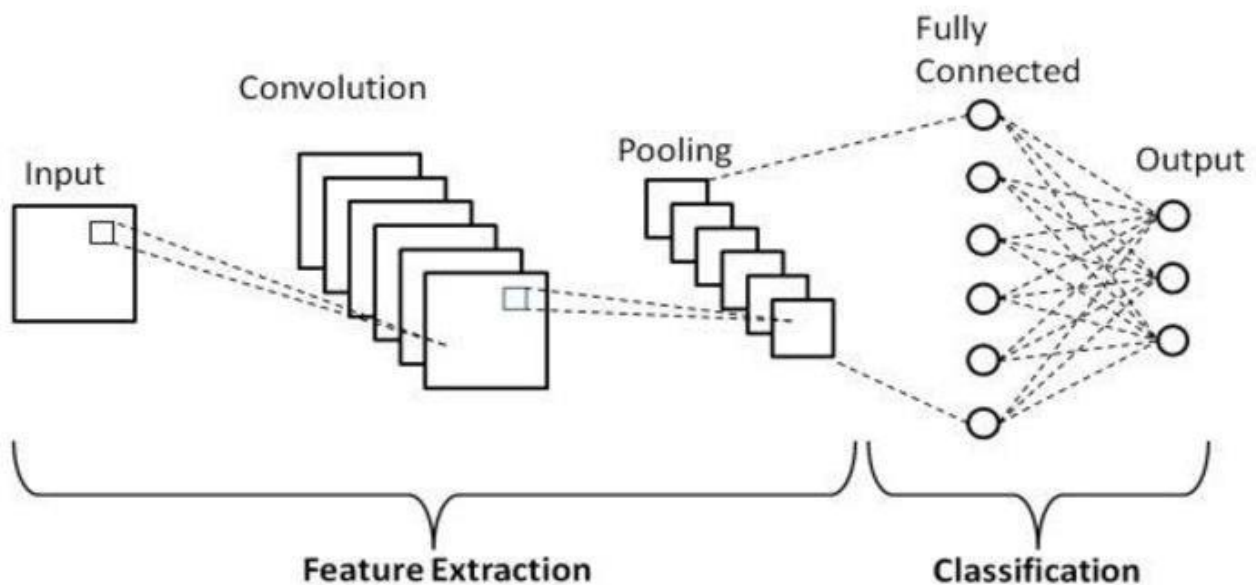 Input
Convolution
Pooling
Fully
Connected
Output
Feature Extraction
Classification